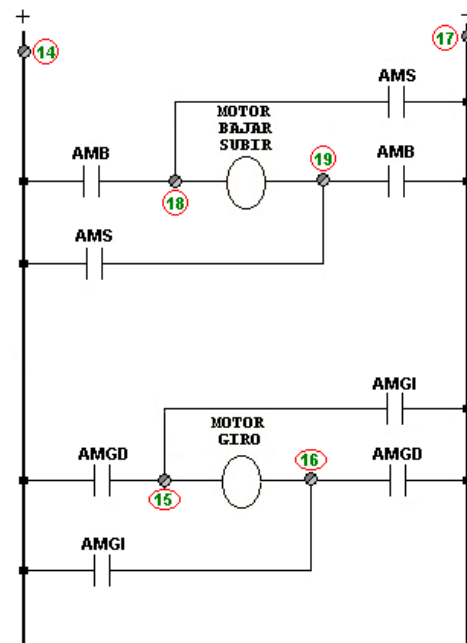 +
-
14
17
AMS
MOTOR
BAJAR
SUBIR
AMB
19
AMB
18
AMS
AMGI
MOTOR
GIRO
AMGD
16
AMGD
15
AMGI